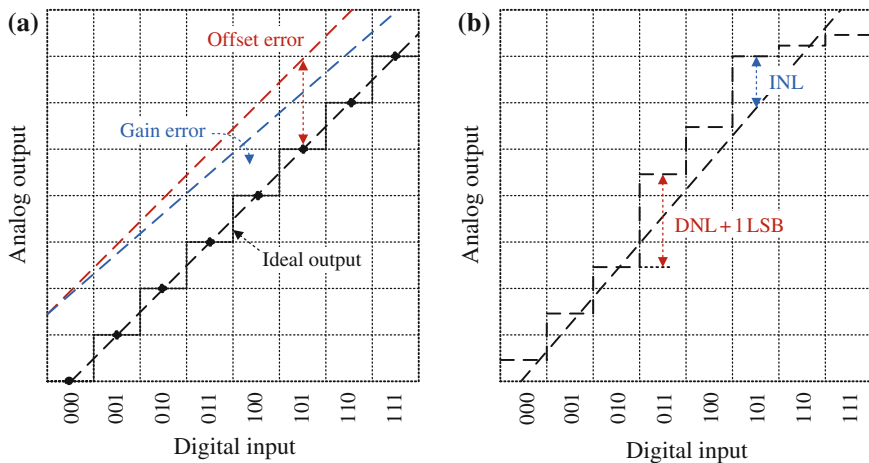 (a)
Offset error
Gain error
Ideal output
Analog output
000 001 010 011 100 101 110 111
Digital input
(b)
INL
DNL + 1 LSB
Analog output
000 001 010 011 100 101 110 111
Digital input